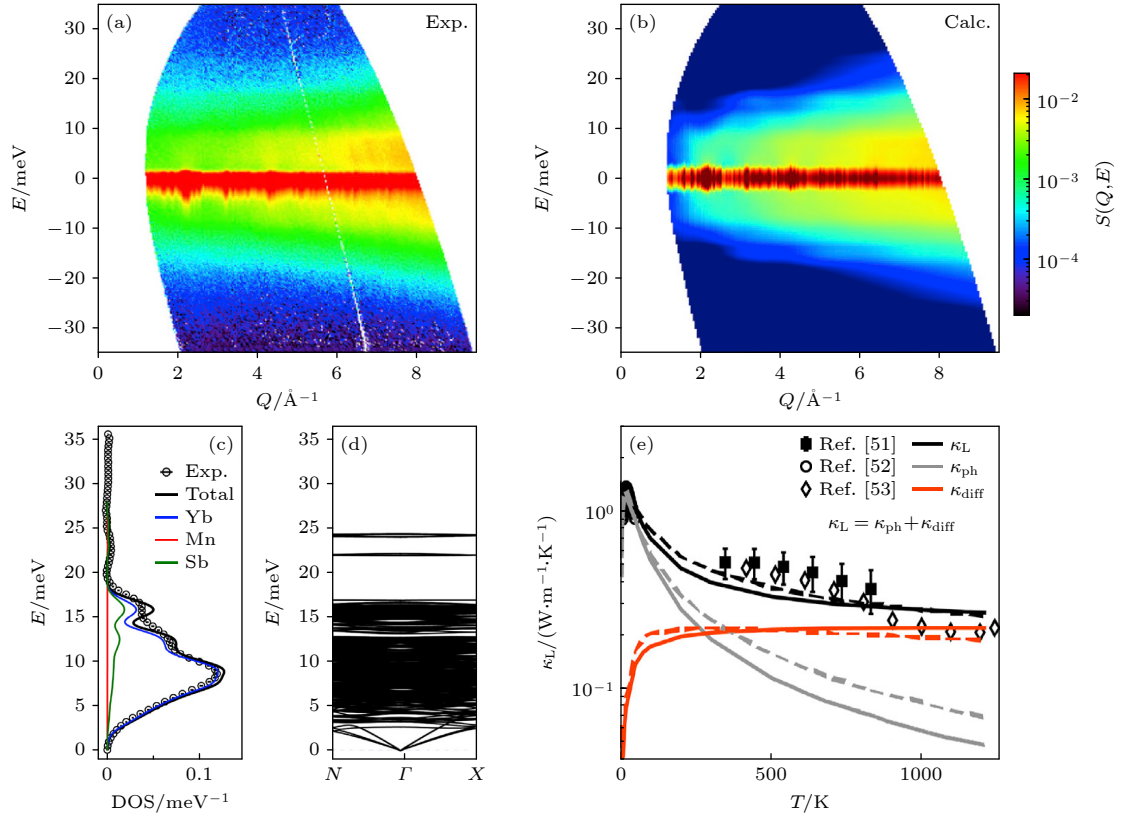 (a) Exp.
30
20
10
0
−10
−20
−30
E/meV
0 2 4 6 8
Q/Å⁻¹
(b) Calc.
30
20
10
0
−10
−20
−30
E/meV
0 2 4 6 8
Q/Å⁻¹
10⁻²
10⁻³
10⁻⁴
S(Q,E)
(c)
35
30
25
20
15
10
5
0
E/meV
Exp.
Total
Yb
Mn
Sb
0 0.1
DOS/meV⁻¹
(d)
35
30
25
20
15
10
5
0
E/meV
N Γ X
(e)
Ref. [51] κL
Ref. [52] κph
Ref. [53] κdiff
κL = κph+κdiff
10⁰
10⁻¹
κL/(W·m⁻¹·K⁻¹)
0 500 1000
T/K